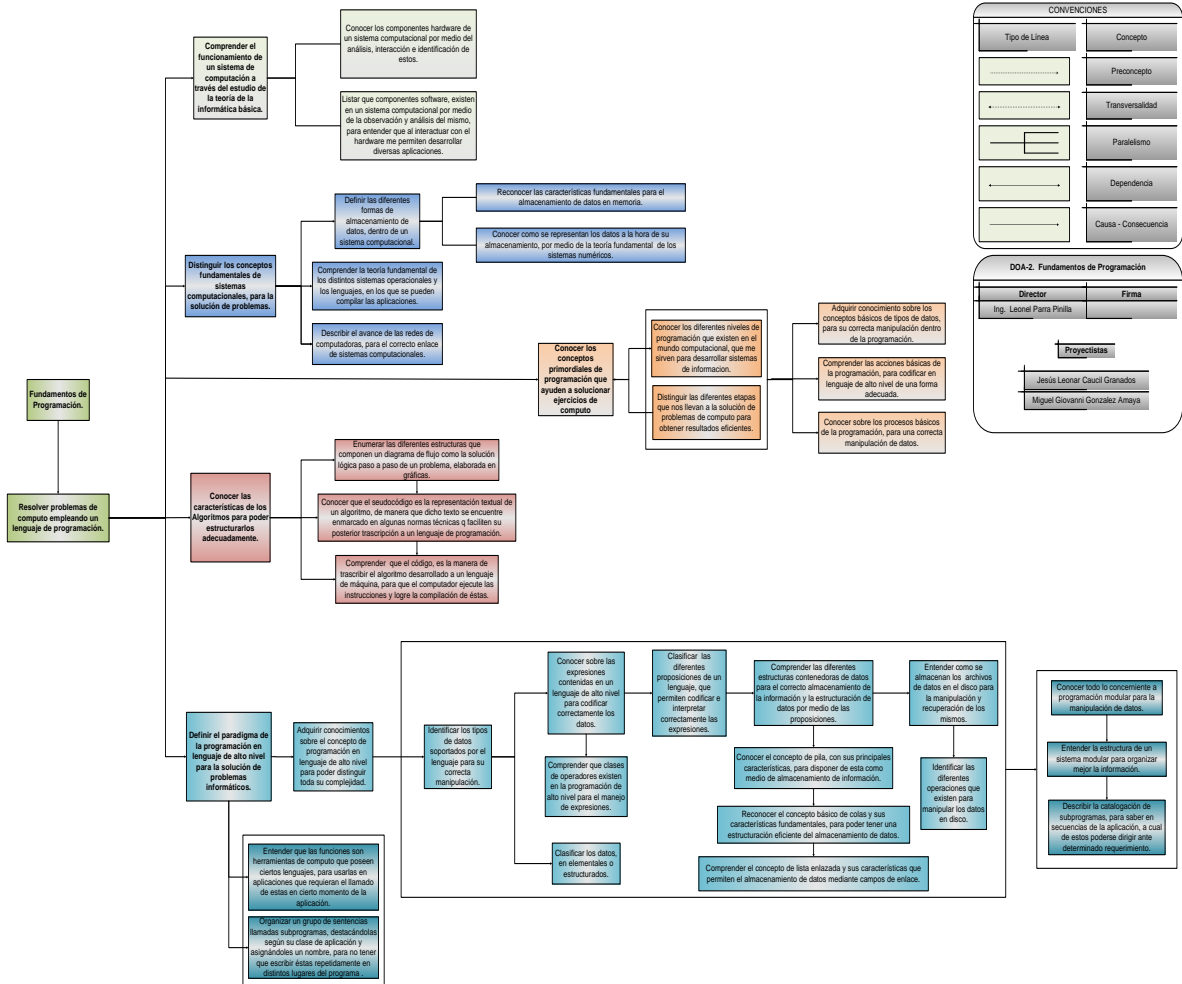 Conocer los componentes hardware de
un sistema computacional por medio del
análisis, interacción e identificación de
estos.
Comprender el
funcionamiento de
un sistema de
computación a
través del estudio de
la teoría de la
informática básica.
Listar que componentes software, existen
en un sistema computacional por medio
de la observación y análisis del mismo,
para entender que al interactuar con el
hardware me permiten desarrollar
diversas aplicaciones.
CONVENCIONES
Tipo de Línea
Concepto
Preconcepto
Transversalidad
Paralelismo
Dependencia
Causa - Consecuencia
DOA-2. Fundamentos de Programación
Director
Firma
Ing. Leonel Parra Pinilla
Proyectistas
Jesús Leonar Caucil Granados
Miguel Giovanni Gonzalez Amaya
Definir las diferentes
formas de
almacenamiento de
datos, dentro de un
sistema computacional.
Reconocer las características fundamentales para el
almacenamiento de datos en memoria.
Conocer como se representan los datos a la hora de su
almacenamiento, por medio de la teoría fundamental de los
sistemas numéricos.
Distinguir los conceptos
fundamentales de
sistemas
computacionales, para la
solución de problemas.
Comprender la teoría fundamental de
los distintos sistemas operacionales y
los lenguajes, en los que se pueden
compilar las aplicaciones.
Describir el avance de las redes de
computadoras, para el correcto enlace
de sistemas computacionales.
Conocer los
conceptos
primordiales de
programación que
ayuden a solucionar
ejercicios de
computo
Conocer los diferentes niveles de
programación que existen en el
mundo computacional, que me
sirven para desarrollar sistemas
de informacion.
Distinguir las diferentes etapas
que nos llevan a la solución de
problemas de computo para
obtener resultados eficientes.
Adquirir conocimiento sobre los
conceptos básicos de tipos de datos,
para su correcta manipulación dentro
de la programación.
Comprender las acciones básicas de
la programación, para codificar en
lenguaje de alto nivel de una forma
adecuada.
Conocer sobre los procesos básicos
de la programación, para una correcta
manipulación de datos.
Fundamentos de
Programación.
Resolver problemas de
computo empleando un
lenguaje de programación.
Conocer las
características de los
Algoritmos para poder
estructurarlos
adecuadamente.
Enumerar las diferentes estructuras que
componen un diagrama de flujo como la solución
lógica paso a paso de un problema, elaborada en
gráficas.
Conocer que el seudocódigo es la representación textual de
un algoritmo, de manera que dicho texto se encuentre
enmarcado en algunas normas técnicas q faciliten su
posterior trascripción a un lenguaje de programación.
Comprender que el código, es la manera de
trascribir el algoritmo desarrollado a un lenguaje
de máquina, para que el computador ejecute las
instrucciones y logre la compilación de éstas.
Definir el paradigma de
la programación en
lenguaje de alto nivel
para la solución de
problemas
informáticos.
Adquirir conocimientos
sobre el concepto de
programación en
lenguaje de alto nivel
para poder distinguir
toda su complejidad.
Identificar los tipos de
datos soportados por el
lenguaje para su
correcta manipulación.
Conocer sobre las
expresiones
contenidas en un
lenguaje de alto nivel
para codificar
correctamente los
datos.
Clasificar las
diferentes
proposiciones de un
lenguaje, que
permiten codificar e
interpretar
correctamente las
expresiones.
Comprender las diferentes
estructuras contenedoras de
datos para el correcto
almacenamiento de
la información y la estructuración
de datos por medio de las
proposiciones.
Entender como se
almacenan los archivos
de datos en el disco para
la manipulación y
recuperación de los
mismos.
Comprender que clases
de operadores existen
en la programación de
alto nivel para el manejo
de expresiones.
Conocer el concepto de pila, con sus principales
características, para disponer de esta como
medio de almacenamiento de información.
Identificar las
diferentes
operaciones que
existen para
manipular los datos
en disco.
Reconocer el concepto básico de colas y sus
características fundamentales, para poder tener una
estructuración eficiente del almacenamiento de datos.
Clasificar los datos,
en elementales o
estructurados.
Comprender el concepto de lista enlazada y sus características que
permiten el almacenamiento de datos mediante campos de enlace.
Conocer todo lo concerniente a
programación modular para la
manipulación de datos.
Entender la estructura de un
sistema modular para organizar
mejor la información.
Describir la catalogación de
subprogramas, para saber en
secuencias de la aplicación, a cual
de estos poderse dirigir ante
determinado requerimiento.
Entender que las funciones son
herramientas de computo que poseen
ciertos lenguajes, para usarlas en
aplicaciones que requieran el llamado
de estas en cierto momento de la
aplicación.
Organizar un grupo de sentencias
llamadas subprogramas, destacándolas
según su clase de aplicación y
asignándoles un nombre, para no tener
que escribir éstas repetidamente en
distintos lugares del programa .